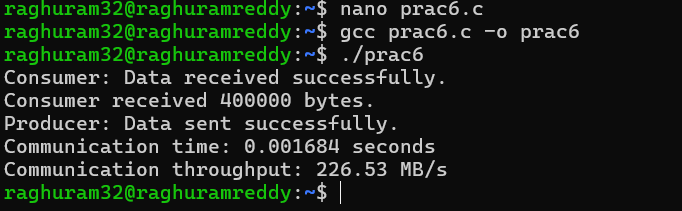 raghuram32@raghuramreddy:~$ nano prac6.c
raghuram32@raghuramreddy:~$ gcc prac6.c -o prac6
raghuram32@raghuramreddy:~$ ./prac6
Consumer: Data received successfully.
Consumer received 400000 bytes.
Producer: Data sent successfully.
Communication time: 0.001684 seconds
Communication throughput: 226.53 MB/s
raghuram32@raghuramreddy:~$